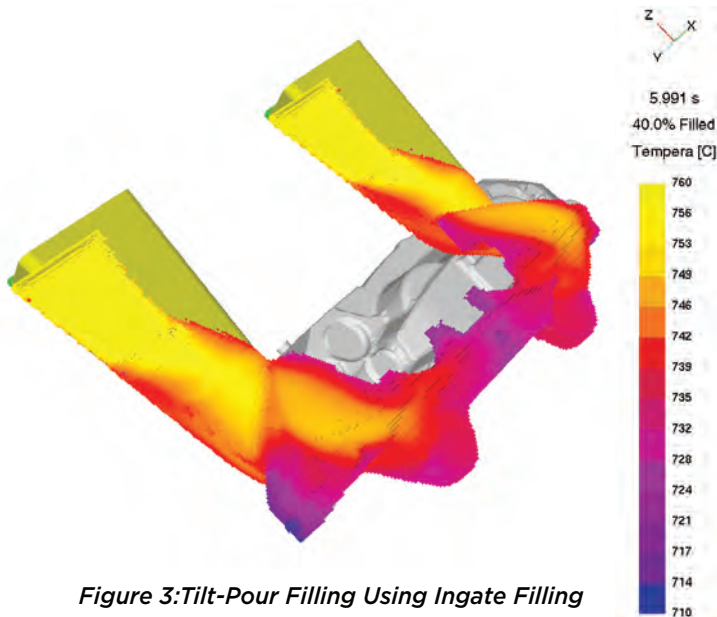 Z
X
Y
5.991 s
40.0% Filled
Tempera [C]
760
756
753
749
746
742
739
735
732
728
724
721
717
714
710
Figure 3:Tilt-Pour Filling Using Ingate Filling